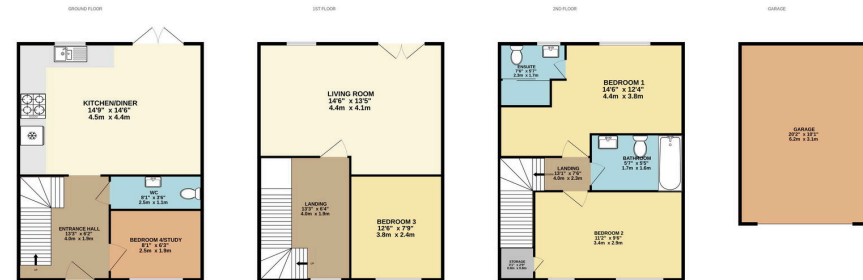 GROUND FLOOR
KITCHEN/DINER
14'9" x 14'6"
4.5m x 4.4m
WC
8'1" x 3'6"
2.5m x 1.1m
ENTRANCE HALL
13'3" x 6'2"
4.0m x 1.9m
BEDROOM 4/STUDY
8'1" x 6'3"
2.5m x 1.9m
UP
1ST FLOOR
LIVING ROOM
14'6" x 13'5"
4.4m x 4.1m
LANDING
13'3" x 6'4"
4.0m x 1.9m
BEDROOM 3
12'6" x 7'9"
3.8m x 2.4m
UP
2ND FLOOR
ENSUITE
7'6" x 5'7"
2.3m x 1.7m
BEDROOM 1
14'6" x 12'4"
4.4m x 3.8m
BATHROOM
5'7" x 5'5"
1.7m x 1.6m
LANDING
13'1" x 7'6"
4.0m x 2.3m
BEDROOM 2
11'2" x 9'6"
3.4m x 2.9m
STORAGE
GARAGE
GARAGE
20'2" x 10'1"
6.2m x 3.1m